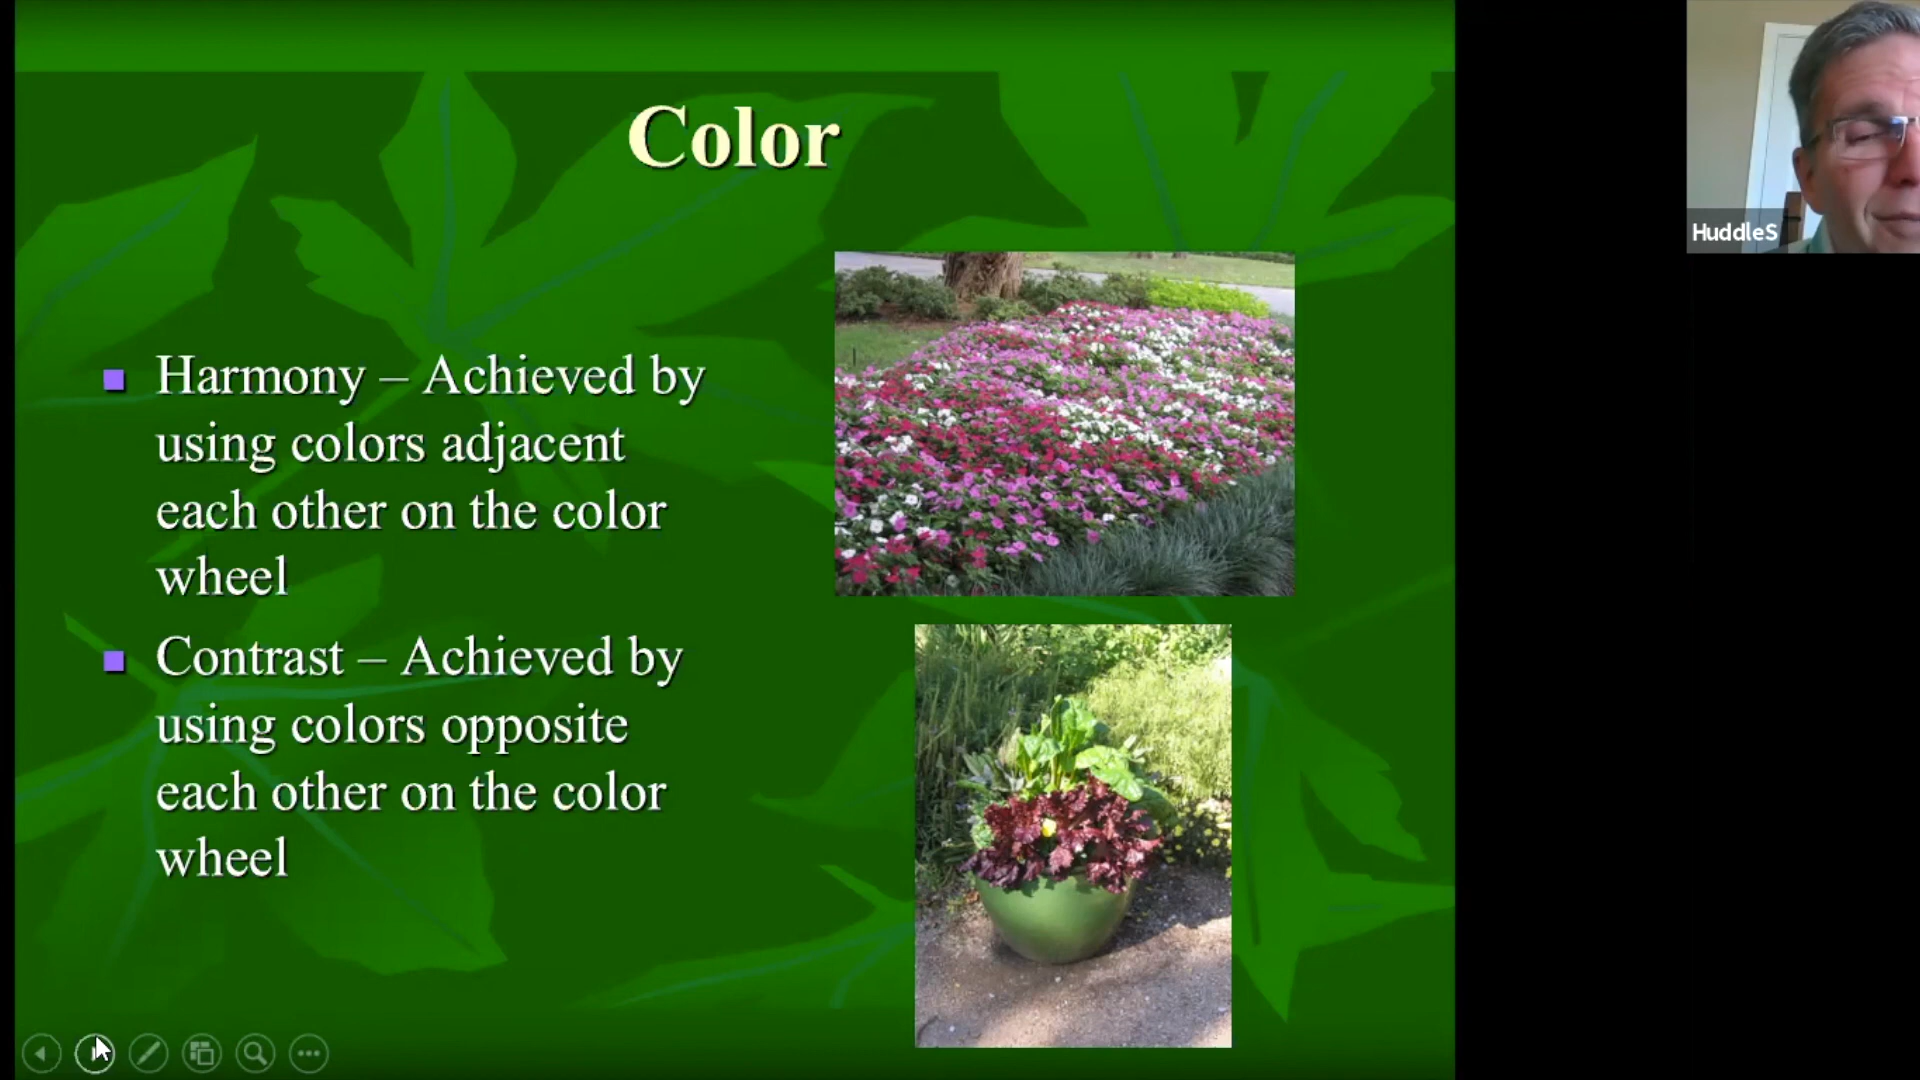 Color
Harmony – Achieved by
using colors adjacent
each other on the color
wheel
Contrast – Achieved by
using colors opposite
each other on the color
wheel
HuddleS